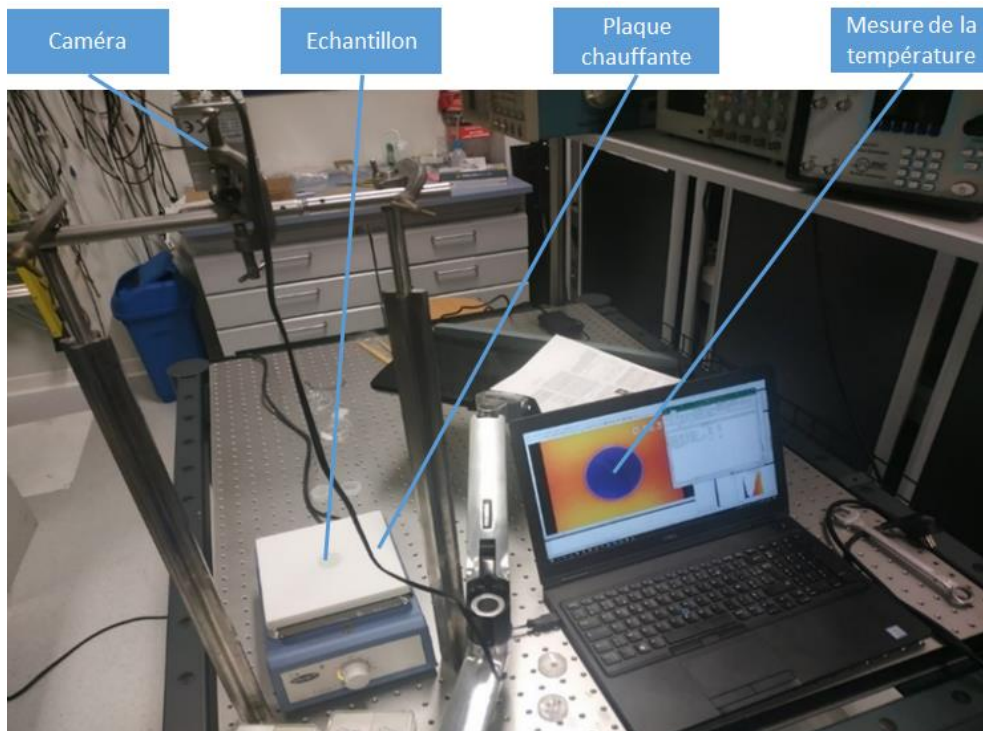 Caméra
Echantillon
Plaque
chauffante
Mesure de la
température